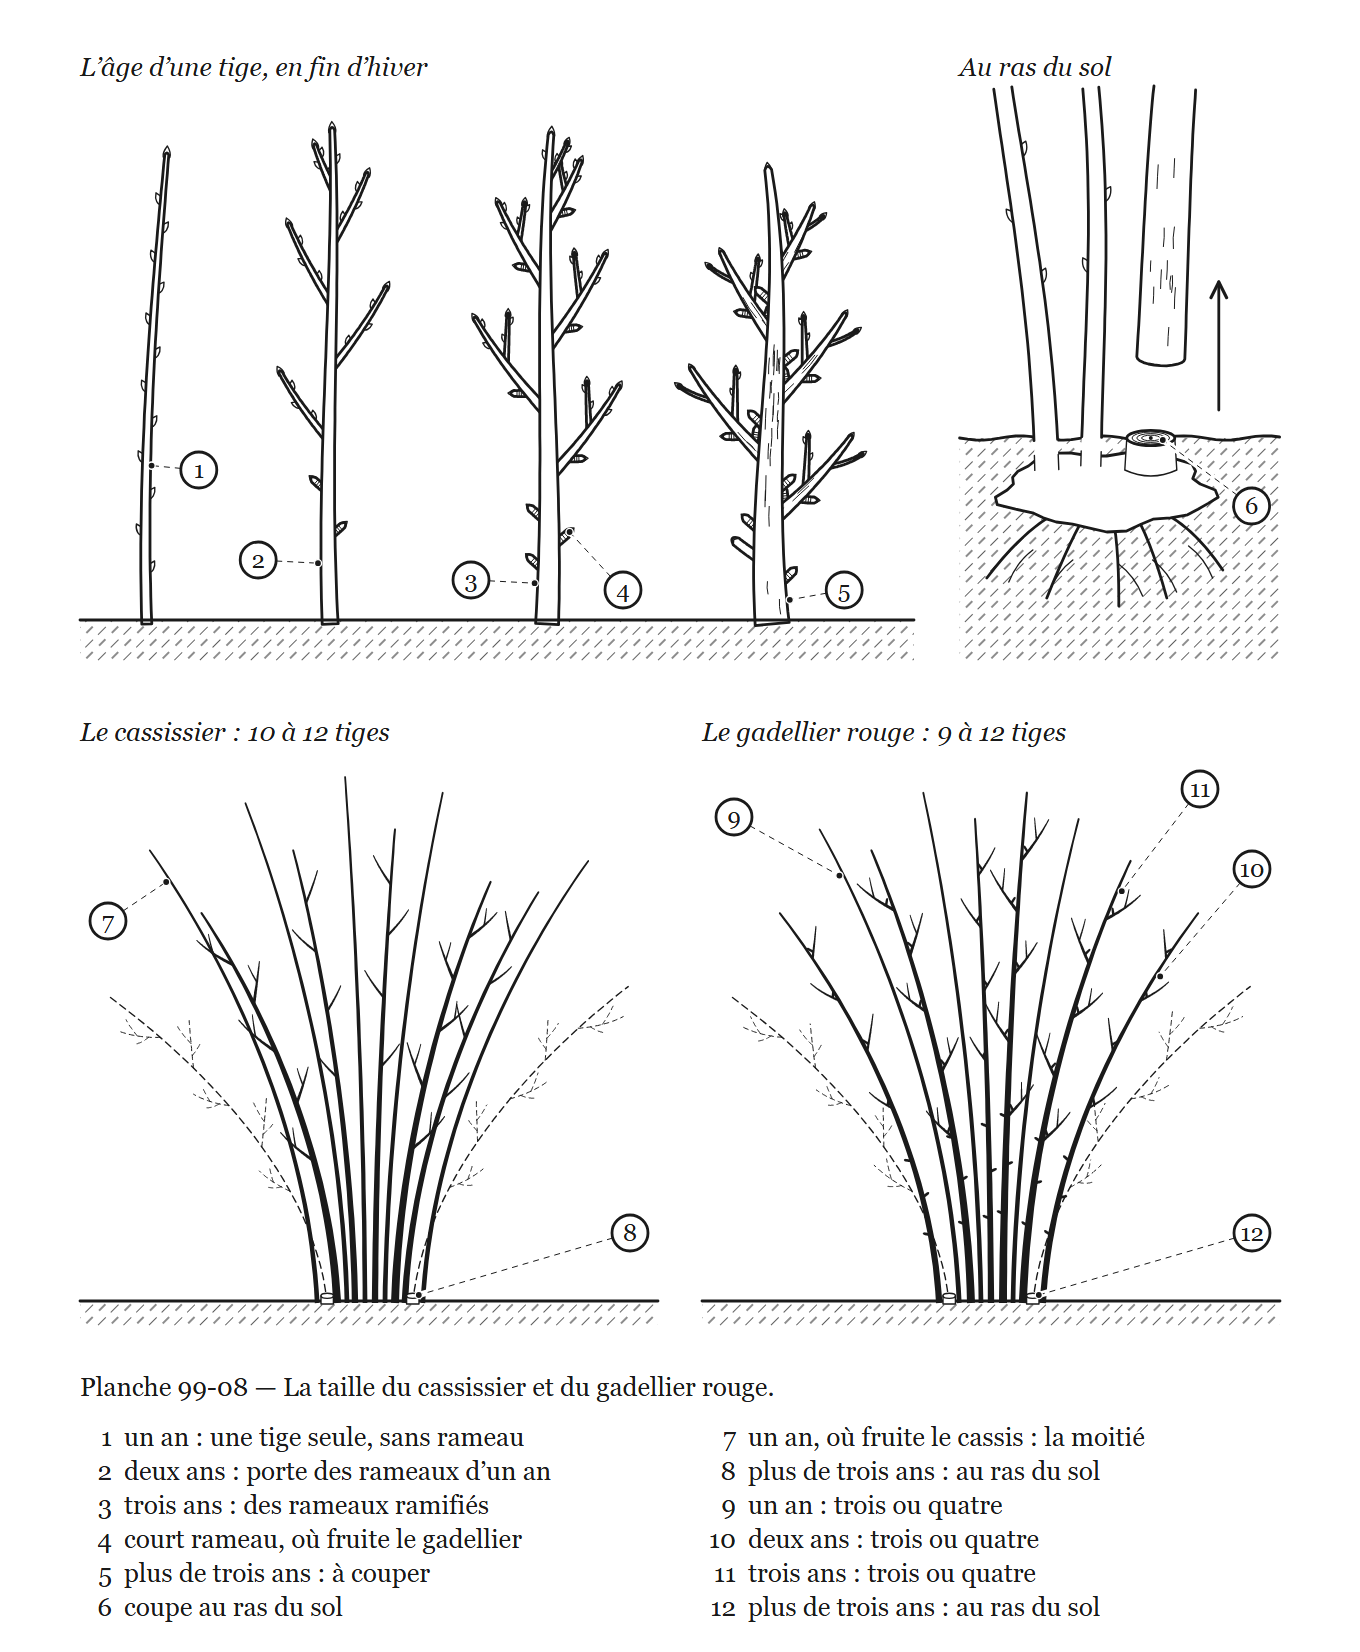 L’âge d’une tige, en fin d’hiver
Au ras du sol
1
2
3
4
5
6
Le cassissier : 10 à 12 tiges
Le gadellier rouge : 9 à 12 tiges
7
8
9
10
11
12
Planche 99-08 — La taille du cassissier et du gadellier rouge.
1 un an : une tige seule, sans rameau
2 deux ans : porte des rameaux d’un an
3 trois ans : des rameaux ramifiés
4 court rameau, où fruite le gadellier
5 plus de trois ans : à couper
6 coupe au ras du sol
7 un an, où fruite le cassis : la moitié
8 plus de trois ans : au ras du sol
9 un an : trois ou quatre
10 deux ans : trois ou quatre
11 trois ans : trois ou quatre
12 plus de trois ans : au ras du sol